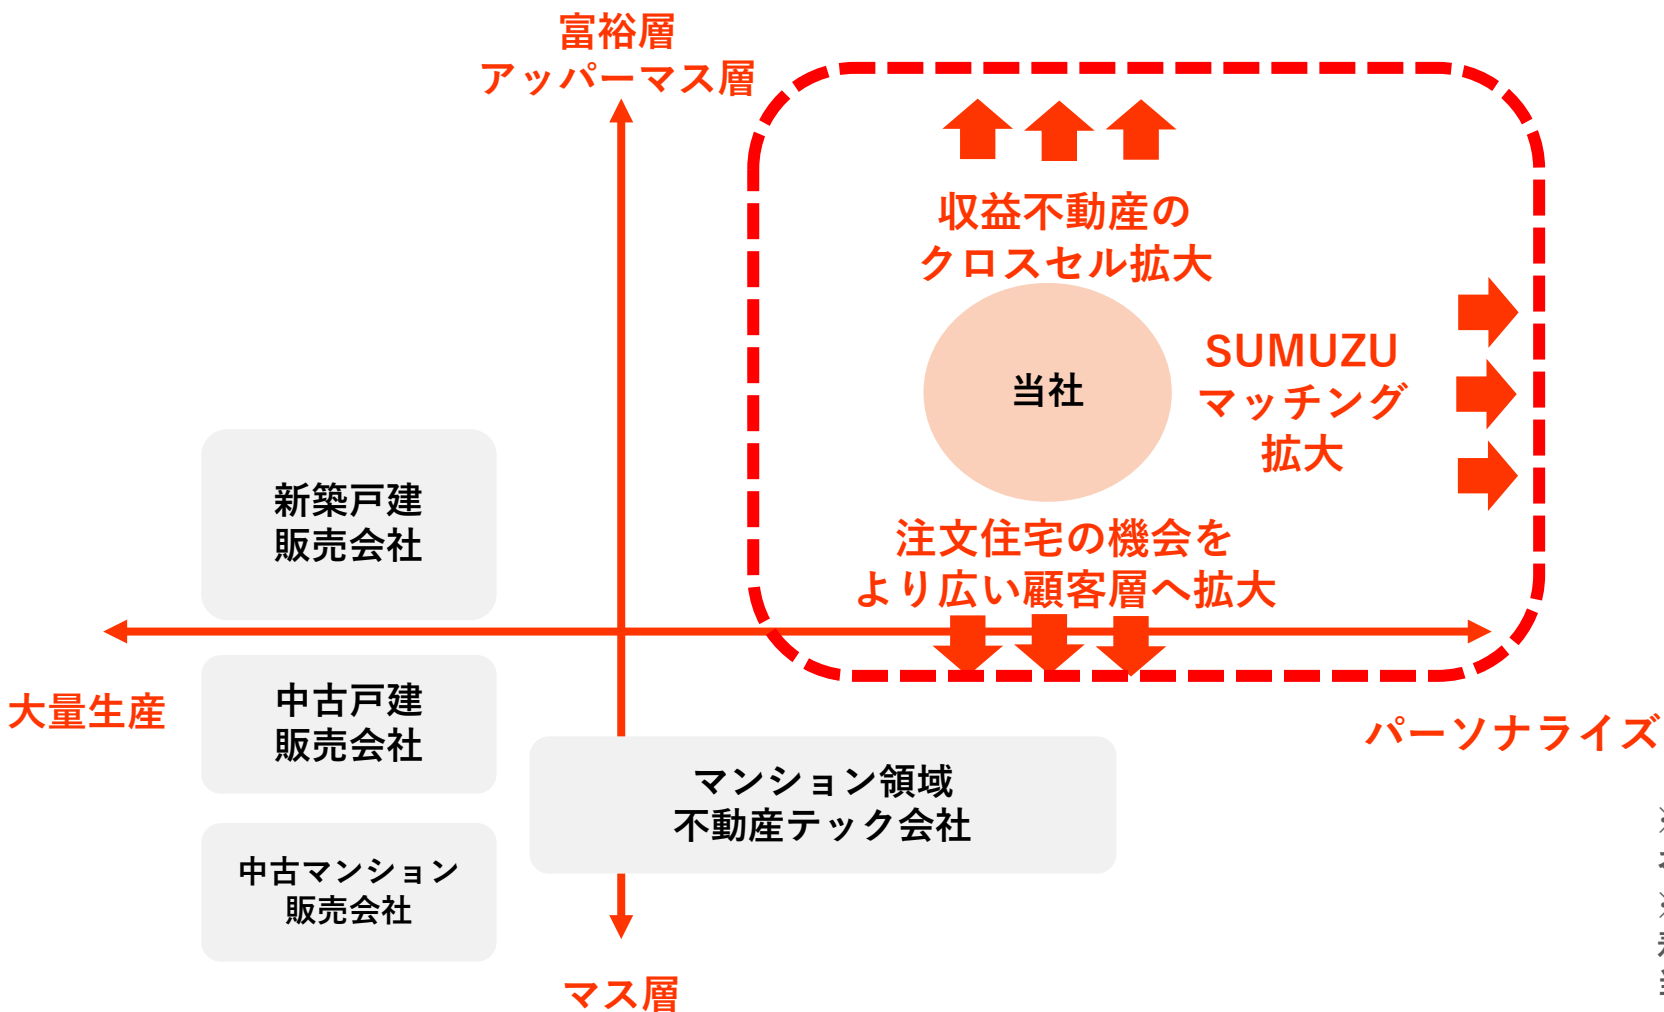 富裕層
アッパーマス層
収益不動産の
クロスセル拡大
SUMUZU
マッチング
拡大
当社
新築戸建
販売会社
注文住宅の機会を
より広い顧客層へ拡大
大量生産
中古戸建
販売会社
パーソナライズ
マンション領域
不動産テック会社
中古マンション
販売会社
マス層
※
※